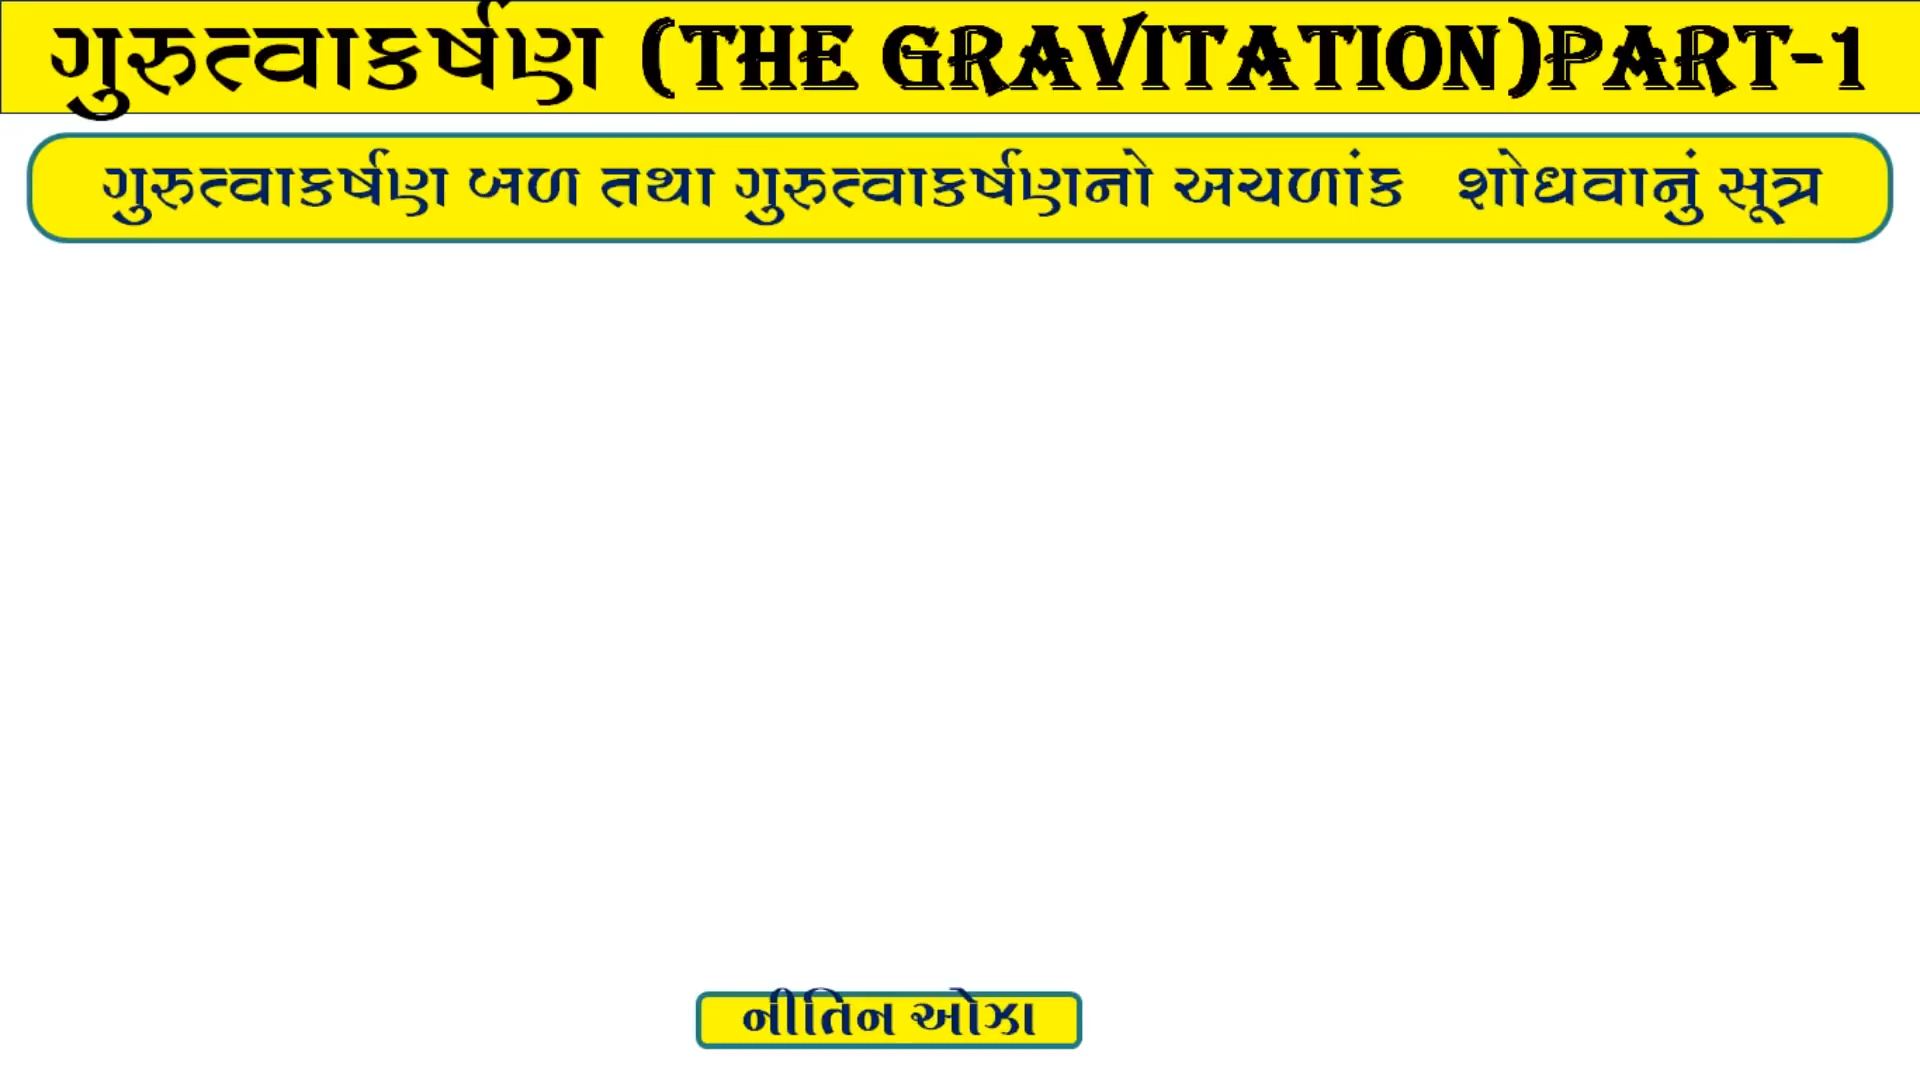 ગુરુત્વાકર્ષણ (THE GRAVITATION)PART-1
ગુરુત્વાકર્ષણ બળ તથા ગુરુત્વાકર્ષણનો અચળાંક શોધવાનું સૂત્ર
નીતિન ઓઝા